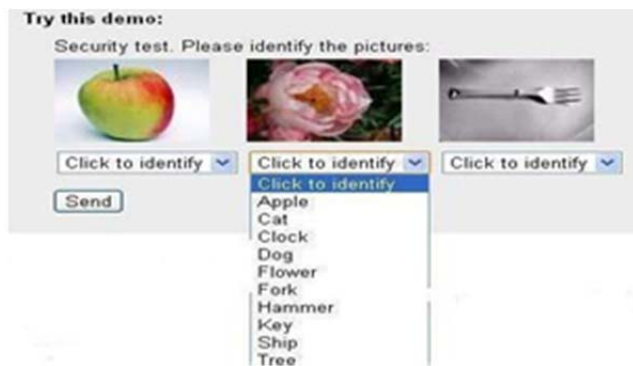 Try this demo:
Security test. Please identify the pictures:
Click to identify Click to identify Click to identify
Send
Click to identify
Apple
Cat
Clock
Dog
Flower
Fork
Hammer
Key
Ship
Tree